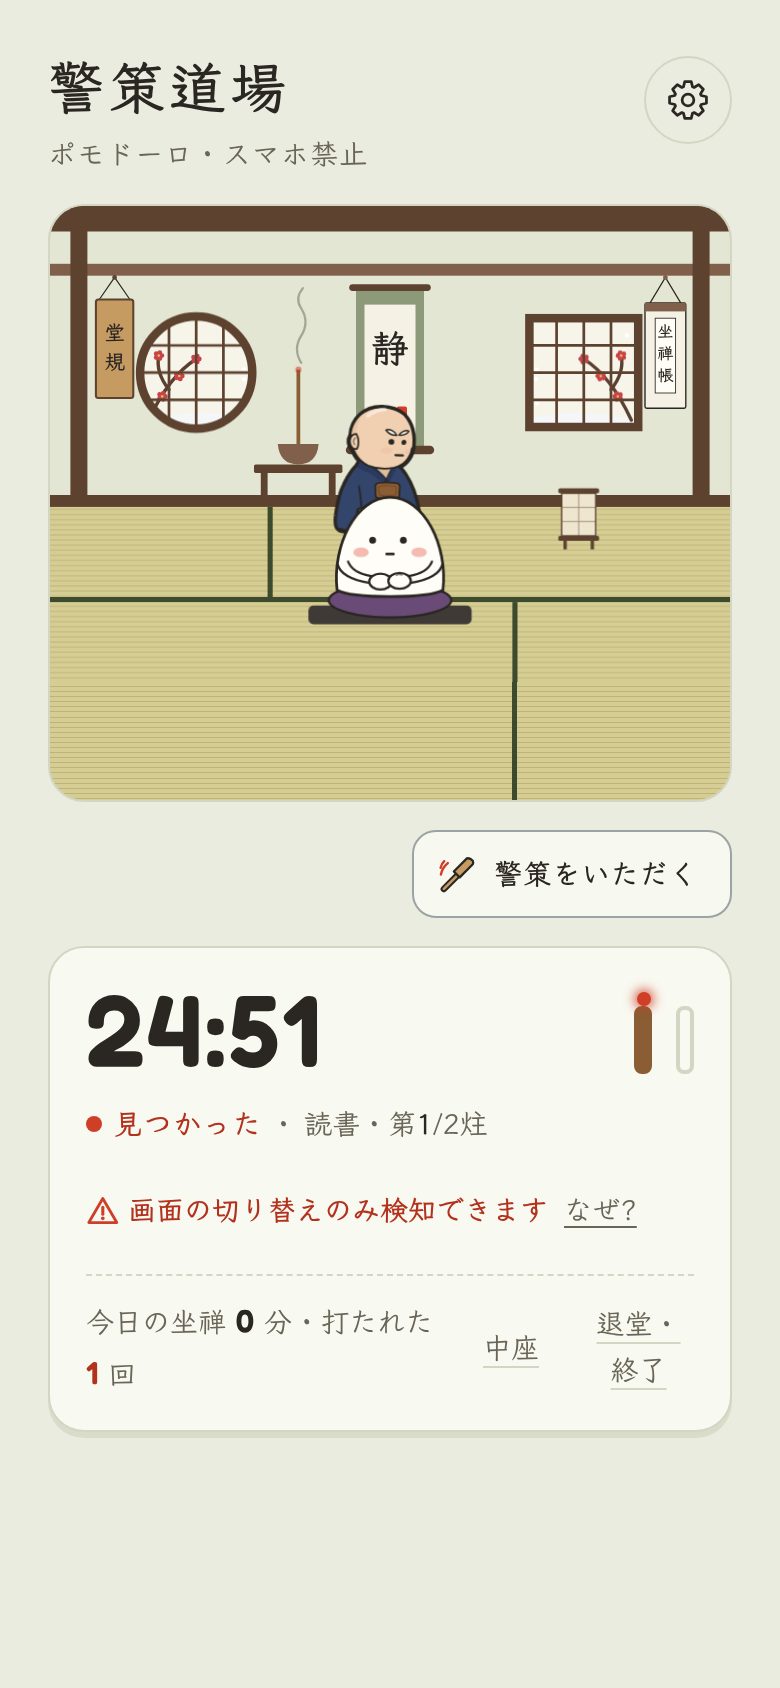 警策道場
ポモドーロ・スマホ禁止
堂規
静
坐禅帳
警策をいただく
24:51
見つかった ・ 読書・第1/2炷
画面の切り替えのみ検知できます なぜ?
今日の坐禅 0 分・打たれた
1 回
中座
退堂・
終了